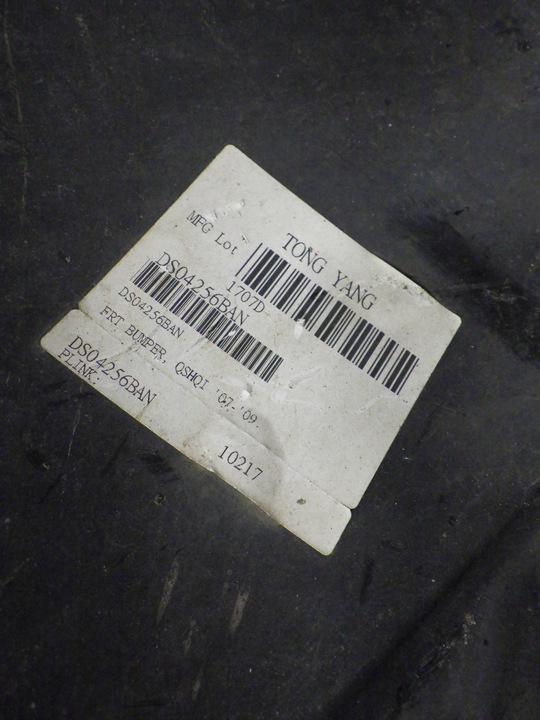 TONG YANG
MFG Lot
1707D
DS04256BAN
DS04256BAN
FRT BUMPER, QSHQI '07-'09.
DS04256BAN
PLINK:
10217